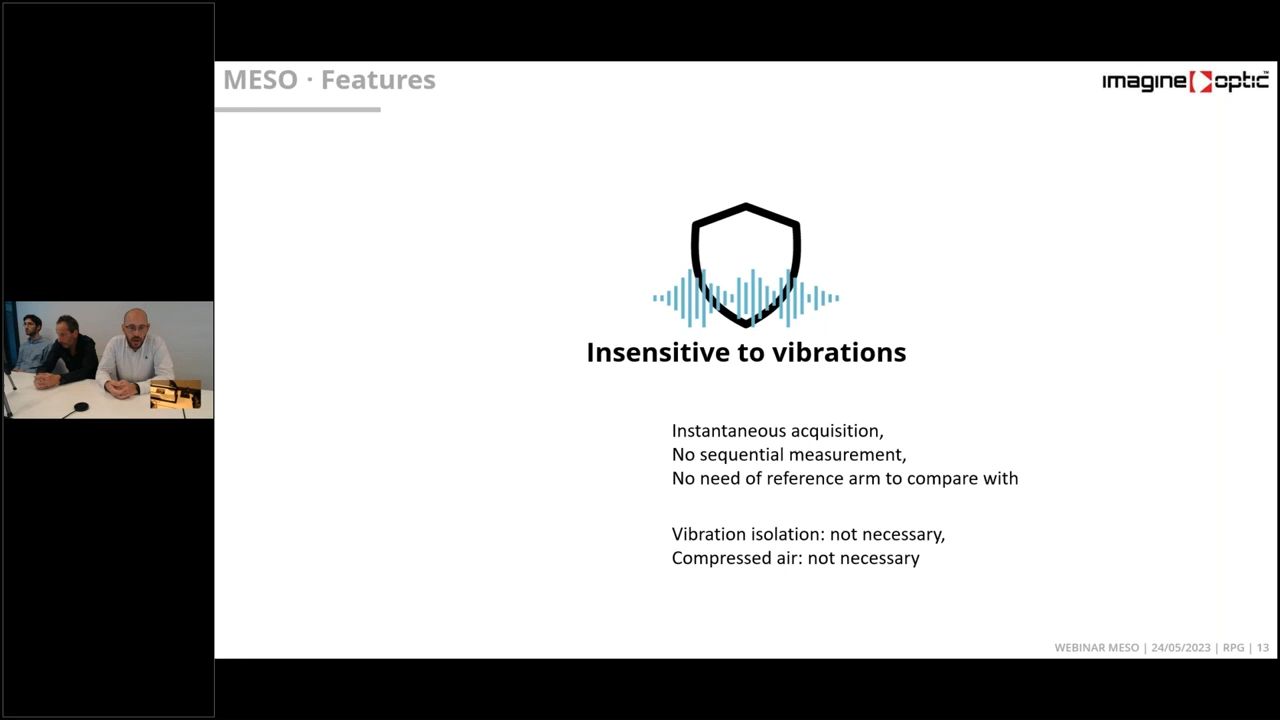 MESO · Features
imagine optic™
Insensitive to vibrations
Instantaneous acquisition,
No sequential measurement,
No need of reference arm to compare with
Vibration isolation: not necessary,
Compressed air: not necessary
WEBINAR MESO | 24/05/2023 | RPG | 13